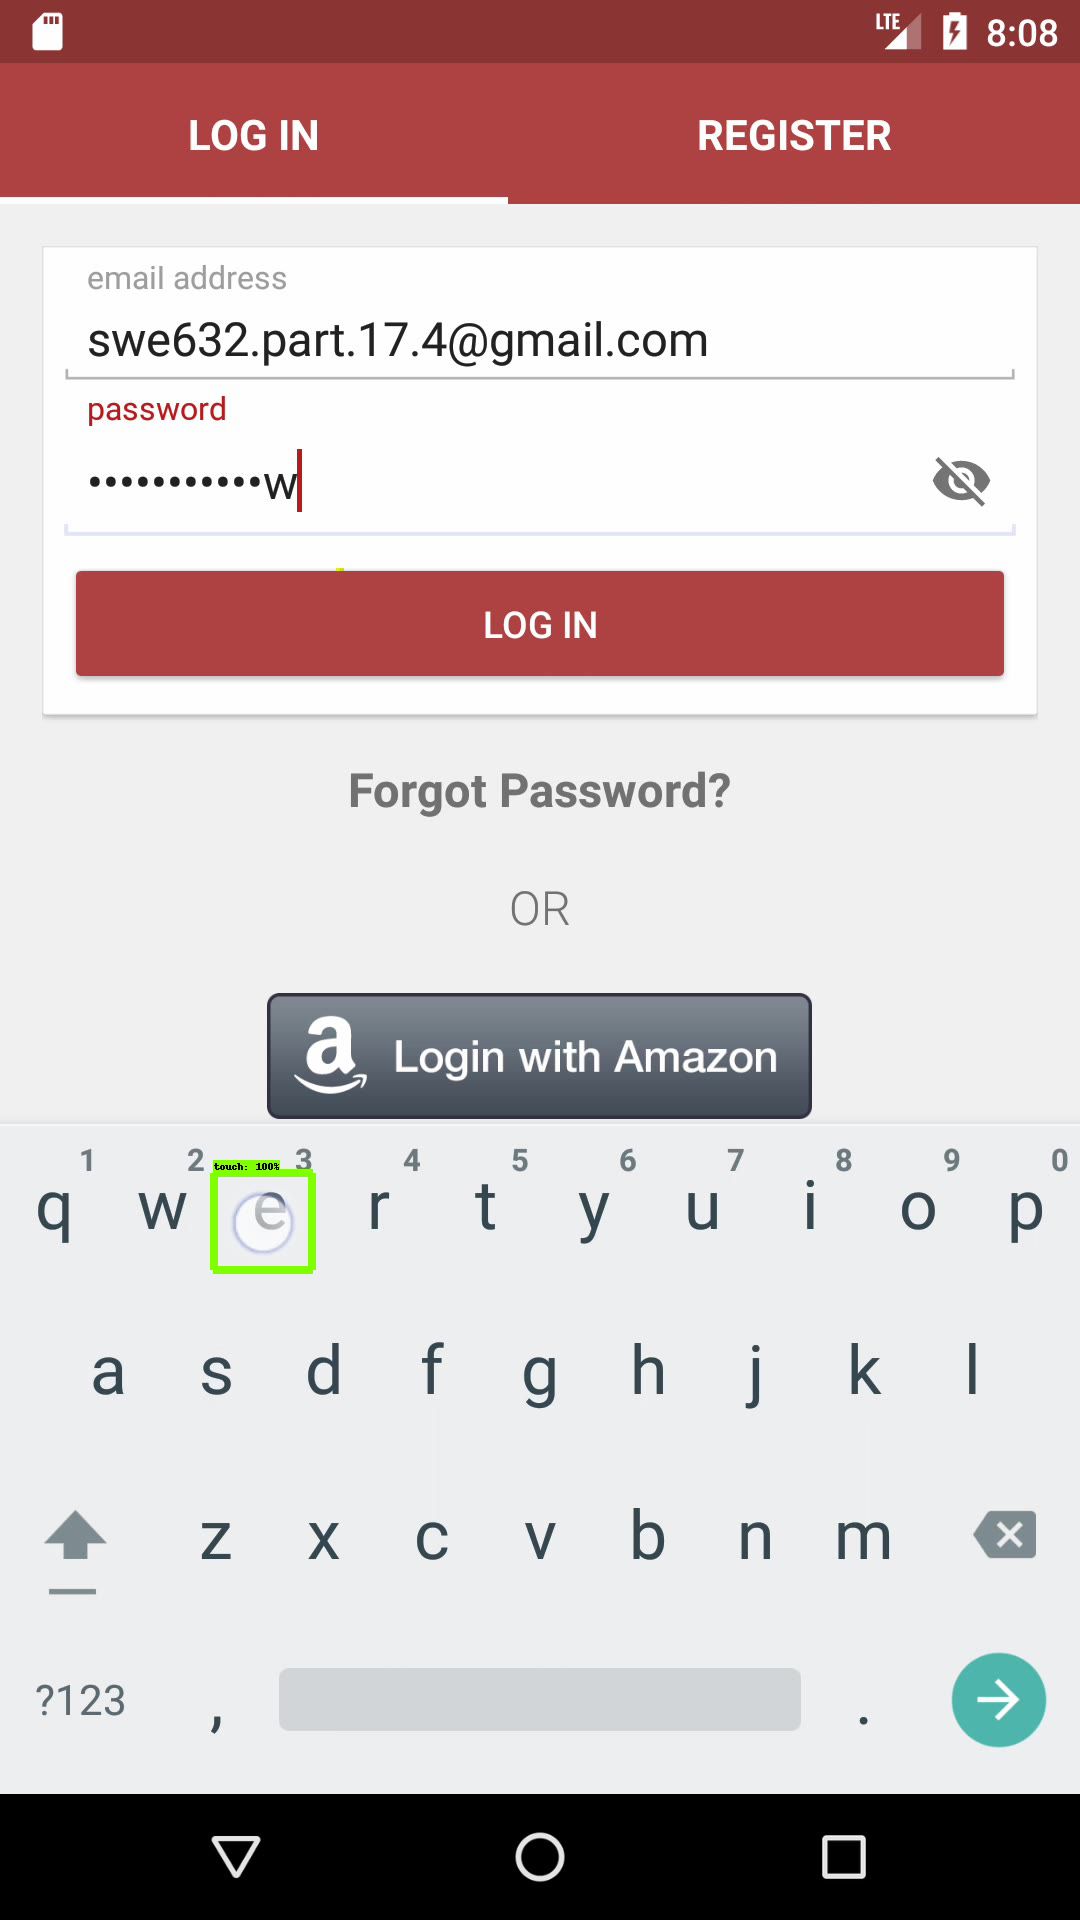 LTE 8:08
LOG IN REGISTER
email address
swe632.part.17.4@gmail.com
password
•••••••••••w
LOG IN
Forgot Password?
OR
a Login with Amazon
1 2 3 4 5 6 7 8 9 0
touch: 100%
q w e r t y u i o p
a s d f g h j k l
z x c v b n m
?123 , .